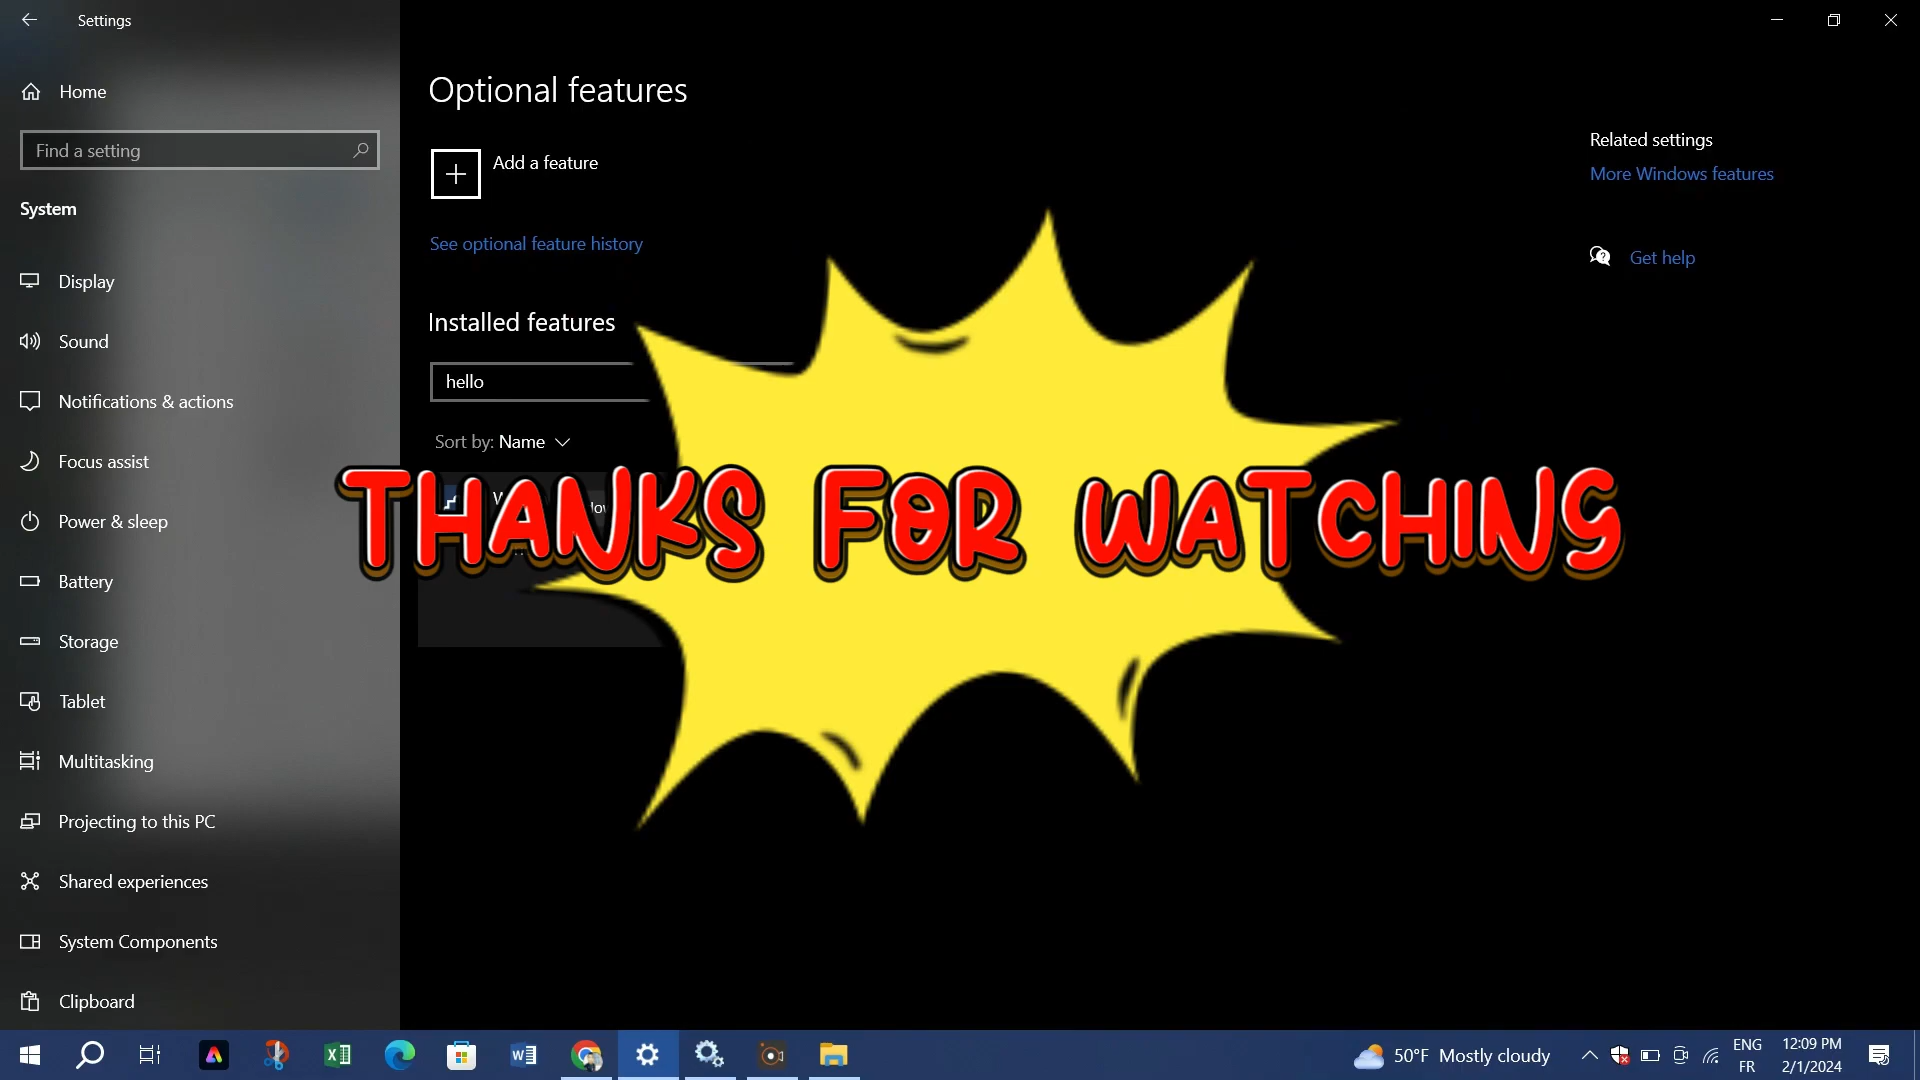 Settings
Home
Find a setting
System
Display
Sound
Notifications & actions
Focus assist
Power & sleep
Battery
Storage
Tablet
Multitasking
Projecting to this PC
Shared experiences
System Components
Clipboard
Optional features
Add a feature
See optional feature history
Installed features
hello
Sort by: Name
THANKS FOR WATCHING
Related settings
More Windows features
Get help
50°F Mostly cloudy
ENG
FR
12:09 PM
2/1/2024